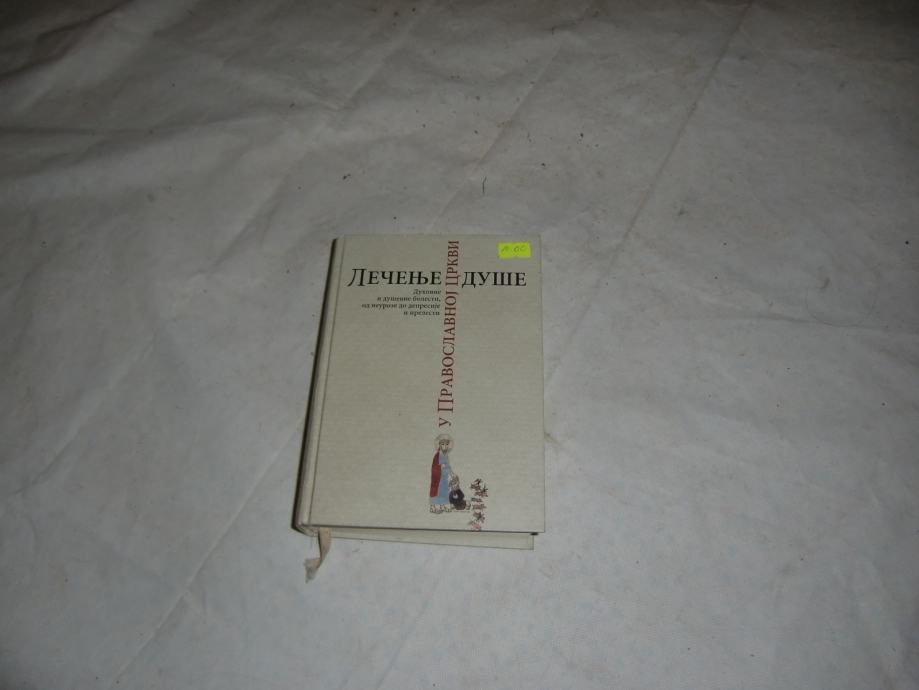 ЛЕЧЕЊЕ ДУШЕ
Духовне
и душевне болести,
од неурозе до депресије
и прелести
у ПРАВОСЛАВНОЈ ЦРКВИ